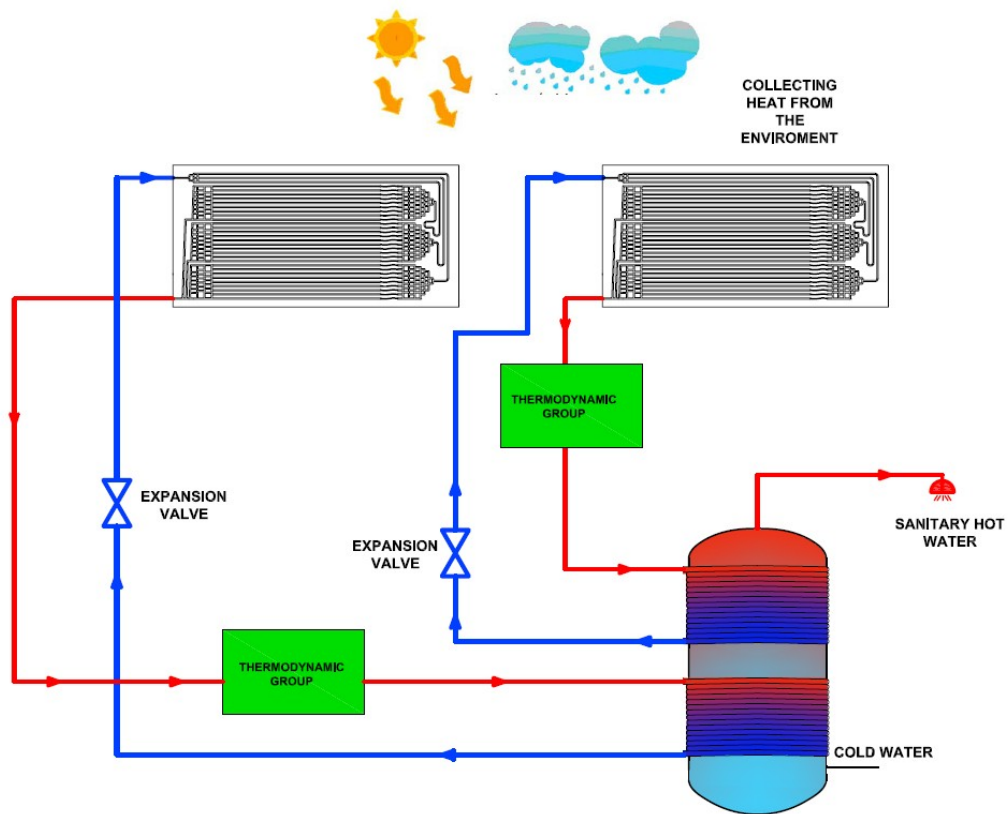 COLLECTING
HEAT FROM
THE
ENVIROMENT
THERMODYNAMIC
GROUP
EXPANSION
VALVE
EXPANSION
VALVE
SANITARY HOT
WATER
THERMODYNAMIC
GROUP
COLD WATER